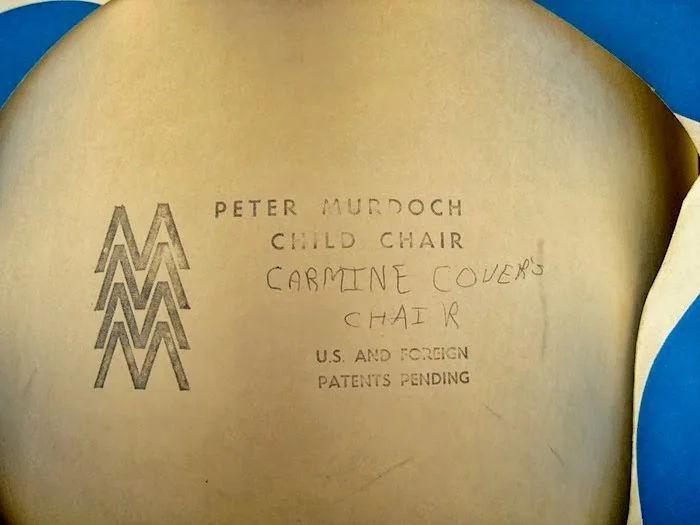 PETER MURDOCH
CHILD CHAIR
CARMINE COVER'S
CHAIR
U.S. AND FOREIGN
PATENTS PENDING